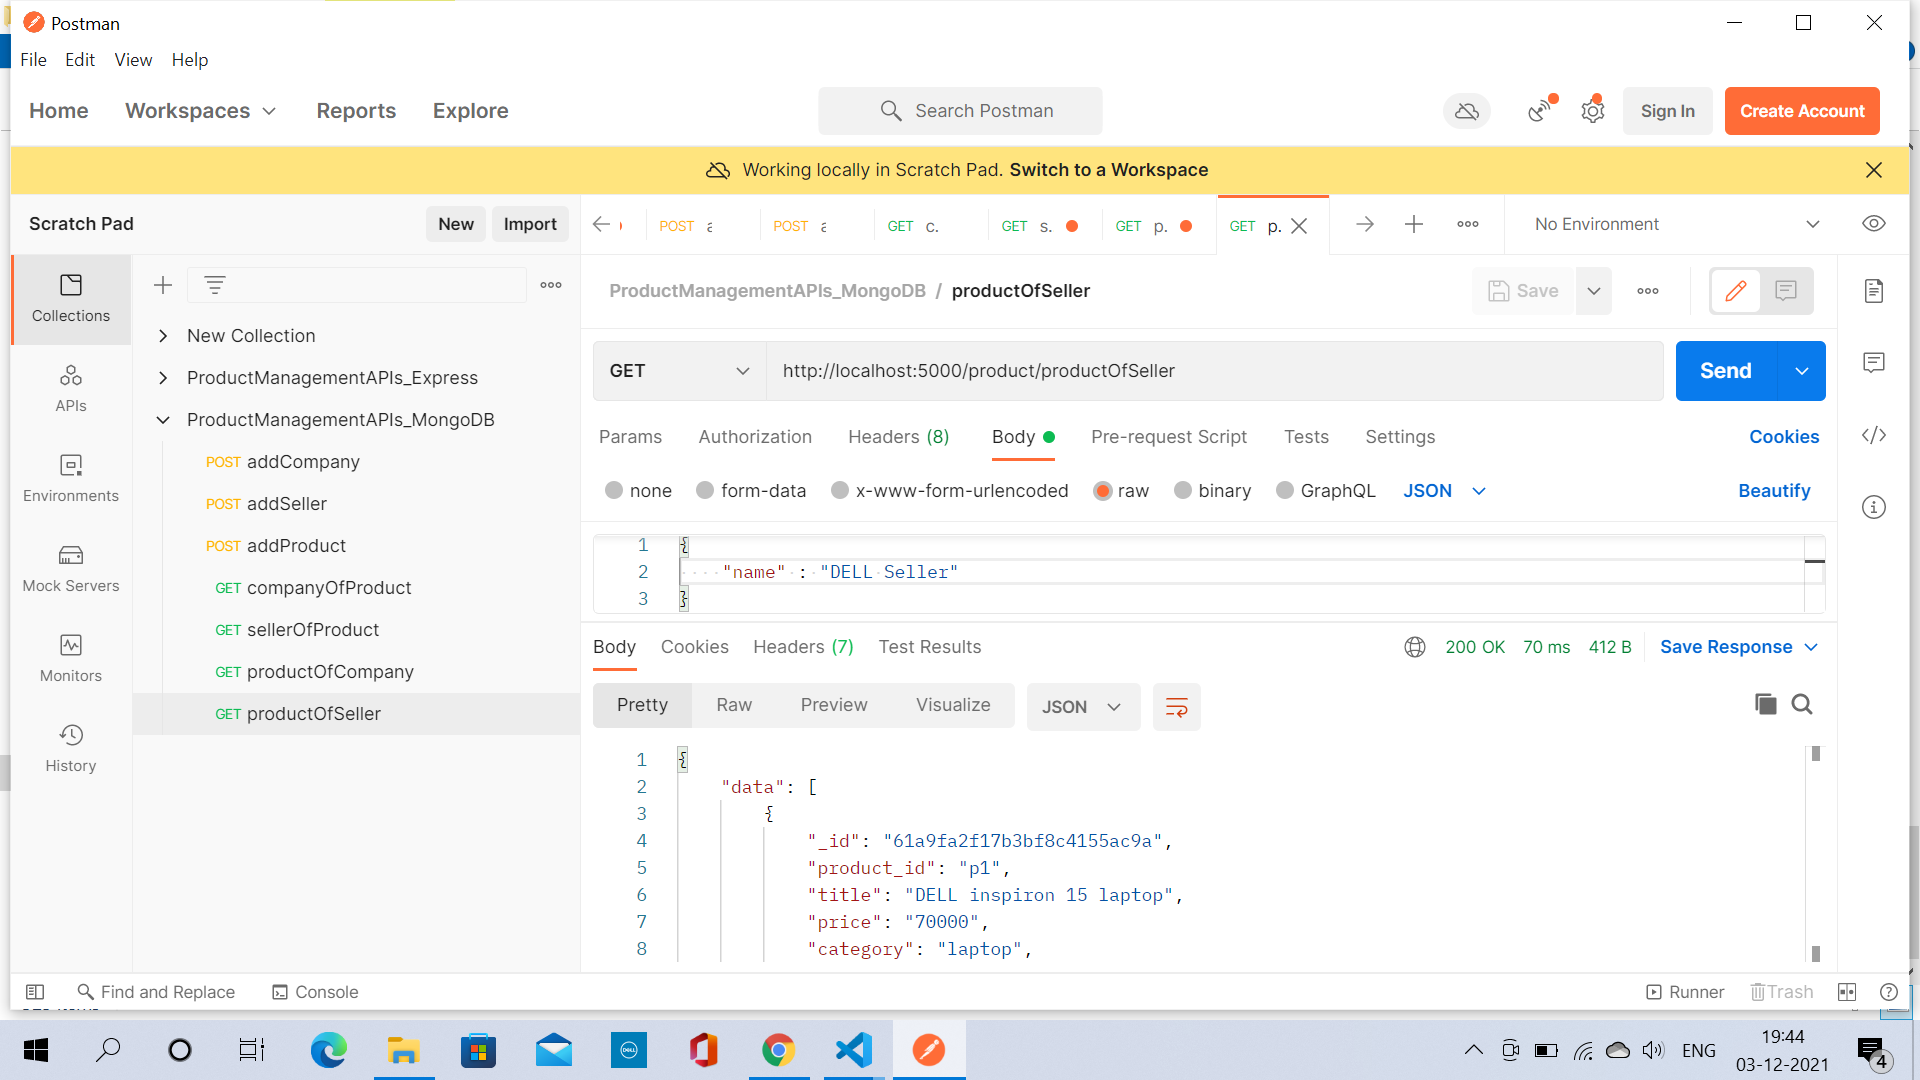 Postman
File Edit View Help
Home Workspaces Reports Explore Search Postman Sign In Create Account
Working locally in Scratch Pad. Switch to a Workspace
Scratch Pad New Import
POST POST GET c. GET s. GET p. GET p. No Environment
Collections
APIs
Environments
Mock Servers
Monitors
History
New Collection
ProductManagementAPIs_Express
ProductManagementAPIs_MongoDB
POST addCompany
POST addSeller
POST addProduct
GET companyOfProduct
GET sellerOfProduct
GET productOfCompany
GET productOfSeller
ProductManagementAPIs_MongoDB / productOfSeller Save
GET http://localhost:5000/product/productOfSeller Send
Params Authorization Headers (8) Body Pre-request Script Tests Settings Cookies
none form-data x-www-form-urlencoded raw binary GraphQL JSON Beautify
1 {
2 "name" : "DELL Seller"
3 }
Body Cookies Headers (7) Test Results 200 OK 70 ms 412 B Save Response
Pretty Raw Preview Visualize JSON
1 {
2 "data": [
3 {
4 "_id": "61a9fa2f17b3bf8c4155ac9a",
5 "product_id": "p1",
6 "title": "DELL inspiron 15 laptop",
7 "price": "70000",
8 "category": "laptop",
Find and Replace Console Runner Trash
DELL
ENG
19:44
03-12-2021
4